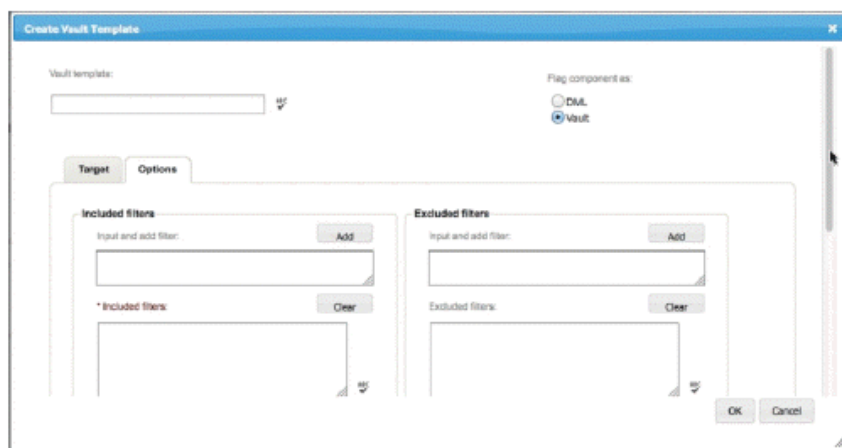 Create Vault Template
Vault template:
Flag component as:
DML
Vault
Target Options
Included filters
Input and add filter: Add
* Included filters: Clear
Excluded filters
Input and add filter: Add
Excluded filters: Clear
OK Cancel